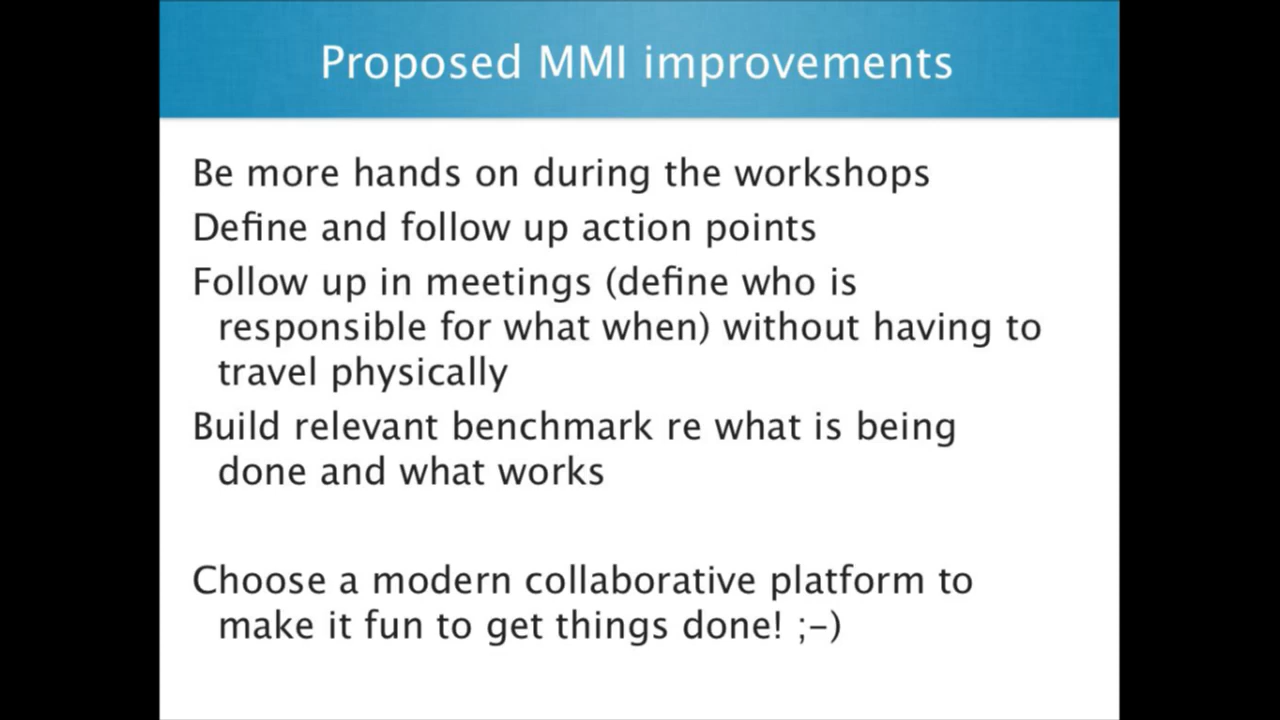 Proposed MMI improvements
Be more hands on during the workshops
Define and follow up action points
Follow up in meetings (define who is
responsible for what when) without having to
travel physically
Build relevant benchmark re what is being
done and what works
Choose a modern collaborative platform to
make it fun to get things done! ;-)